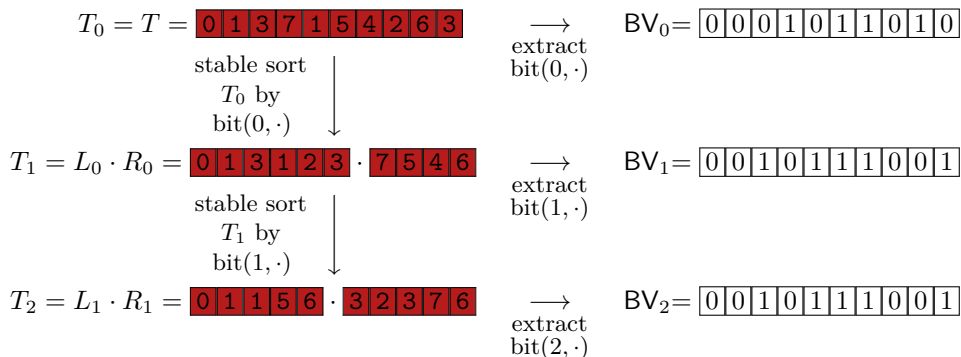 T₀ = T = 0 1 3 7 1 5 4 2 6 3 ⟶ BV₀= 0 0 0 1 0 1 1 0 1 0
extract
bit(0, ·)
stable sort
T₀ by
bit(0, ·)
T₁ = L₀ · R₀ = 0 1 3 1 2 3 · 7 5 4 6 ⟶ BV₁= 0 0 1 0 1 1 1 0 0 1
extract
bit(1, ·)
stable sort
T₁ by
bit(1, ·)
T₂ = L₁ · R₁ = 0 1 1 5 6 · 3 2 3 7 6 ⟶ BV₂= 0 0 1 0 1 1 1 0 0 1
extract
bit(2, ·)